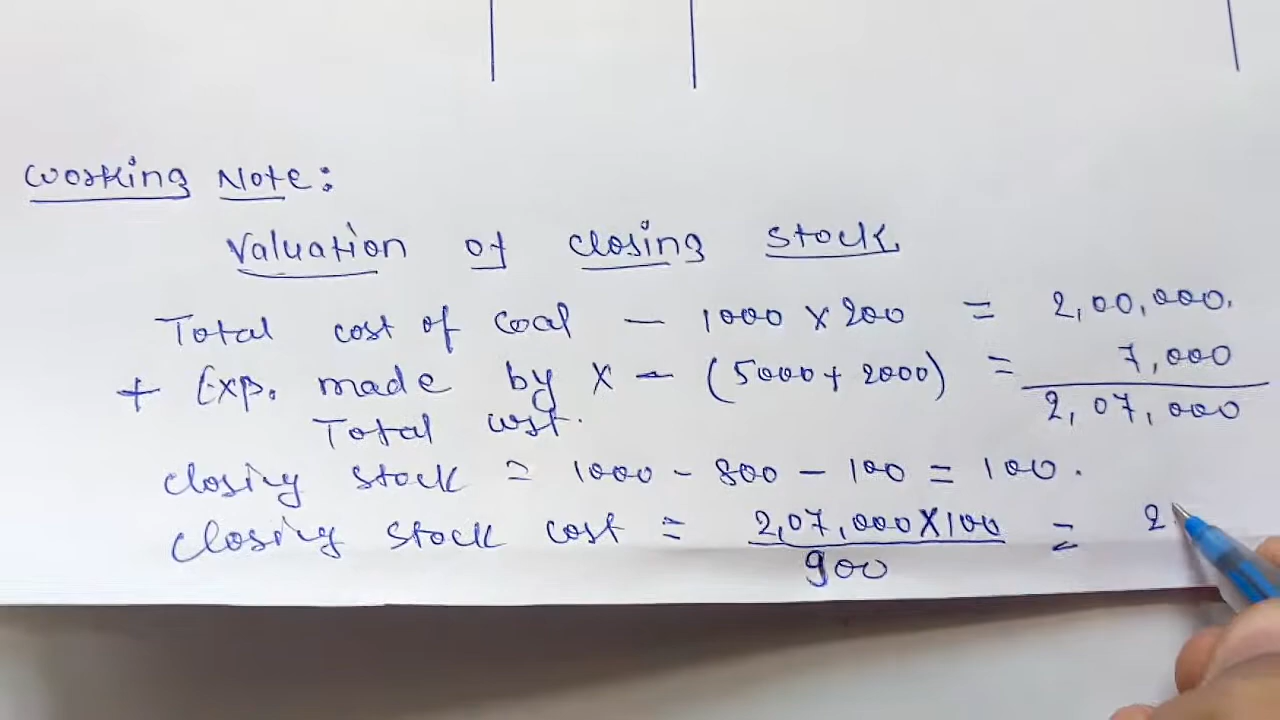 Working Note:
Valuation of closing stock
Total cost of coal - 1000 X 200 = 2,00,000.
+ Exp. made by X - (5000 + 2000) = 7,000
Total cost. 2,07,000
closing stock = 1000 - 800 - 100 = 100.
closing stock cost = 2,07,000 X 100 = 2
900